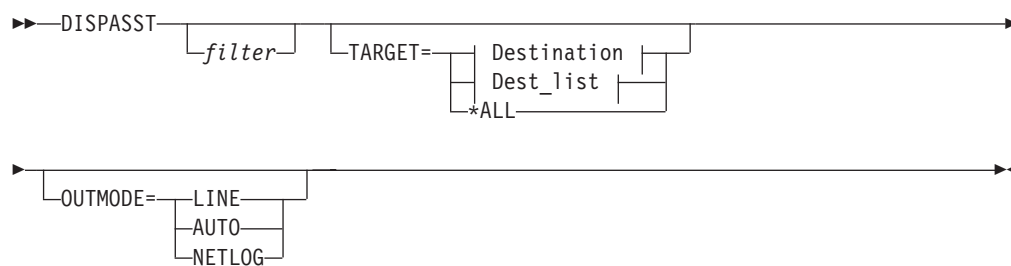 DISPASST
filter
TARGET=
Destination
Dest_list
*ALL
OUTMODE=
LINE
AUTO
NETLOG